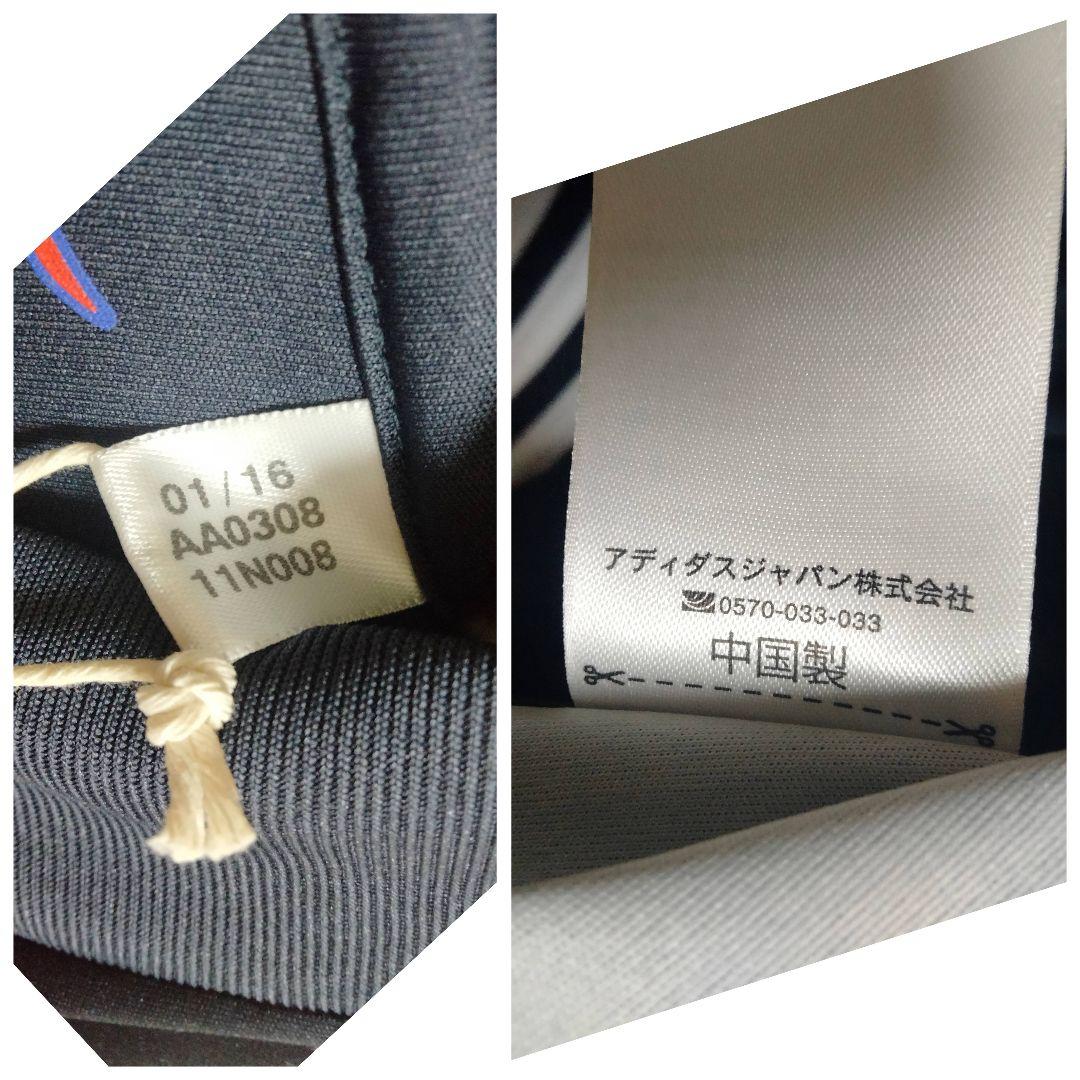 01/16
AA0308
11N008
アディダスジャパン株式会社
0570-033-033
中国製